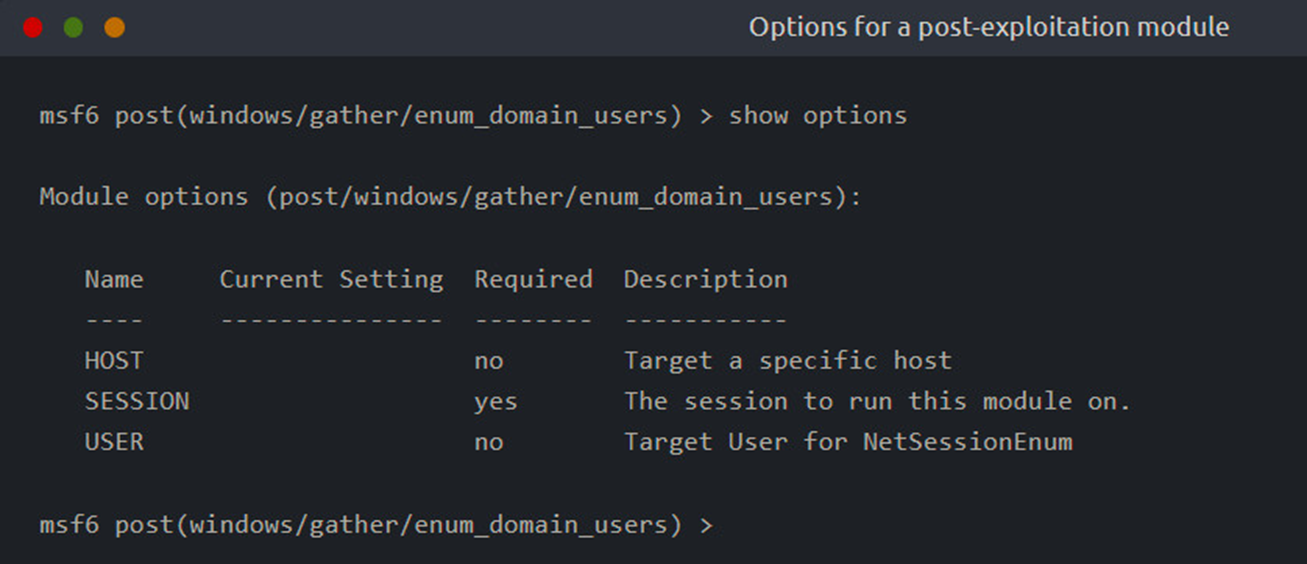 Options for a post-exploitation module
msf6 post(windows/gather/enum_domain_users) > show options
Module options (post/windows/gather/enum_domain_users):
Name     Current Setting  Required  Description
----     ---------------  --------  -----------
HOST                      no        Target a specific host
SESSION                   yes       The session to run this module on.
USER                      no        Target User for NetSessionEnum
msf6 post(windows/gather/enum_domain_users) >